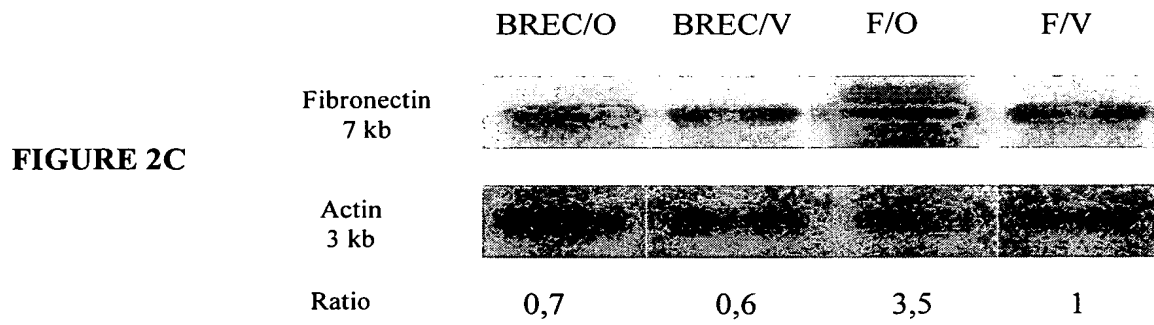 BREC/O BREC/V F/O F/V
Fibronectin
7 kb
FIGURE 2C
Actin
3 kb
Ratio 0,7 0,6 3,5 1